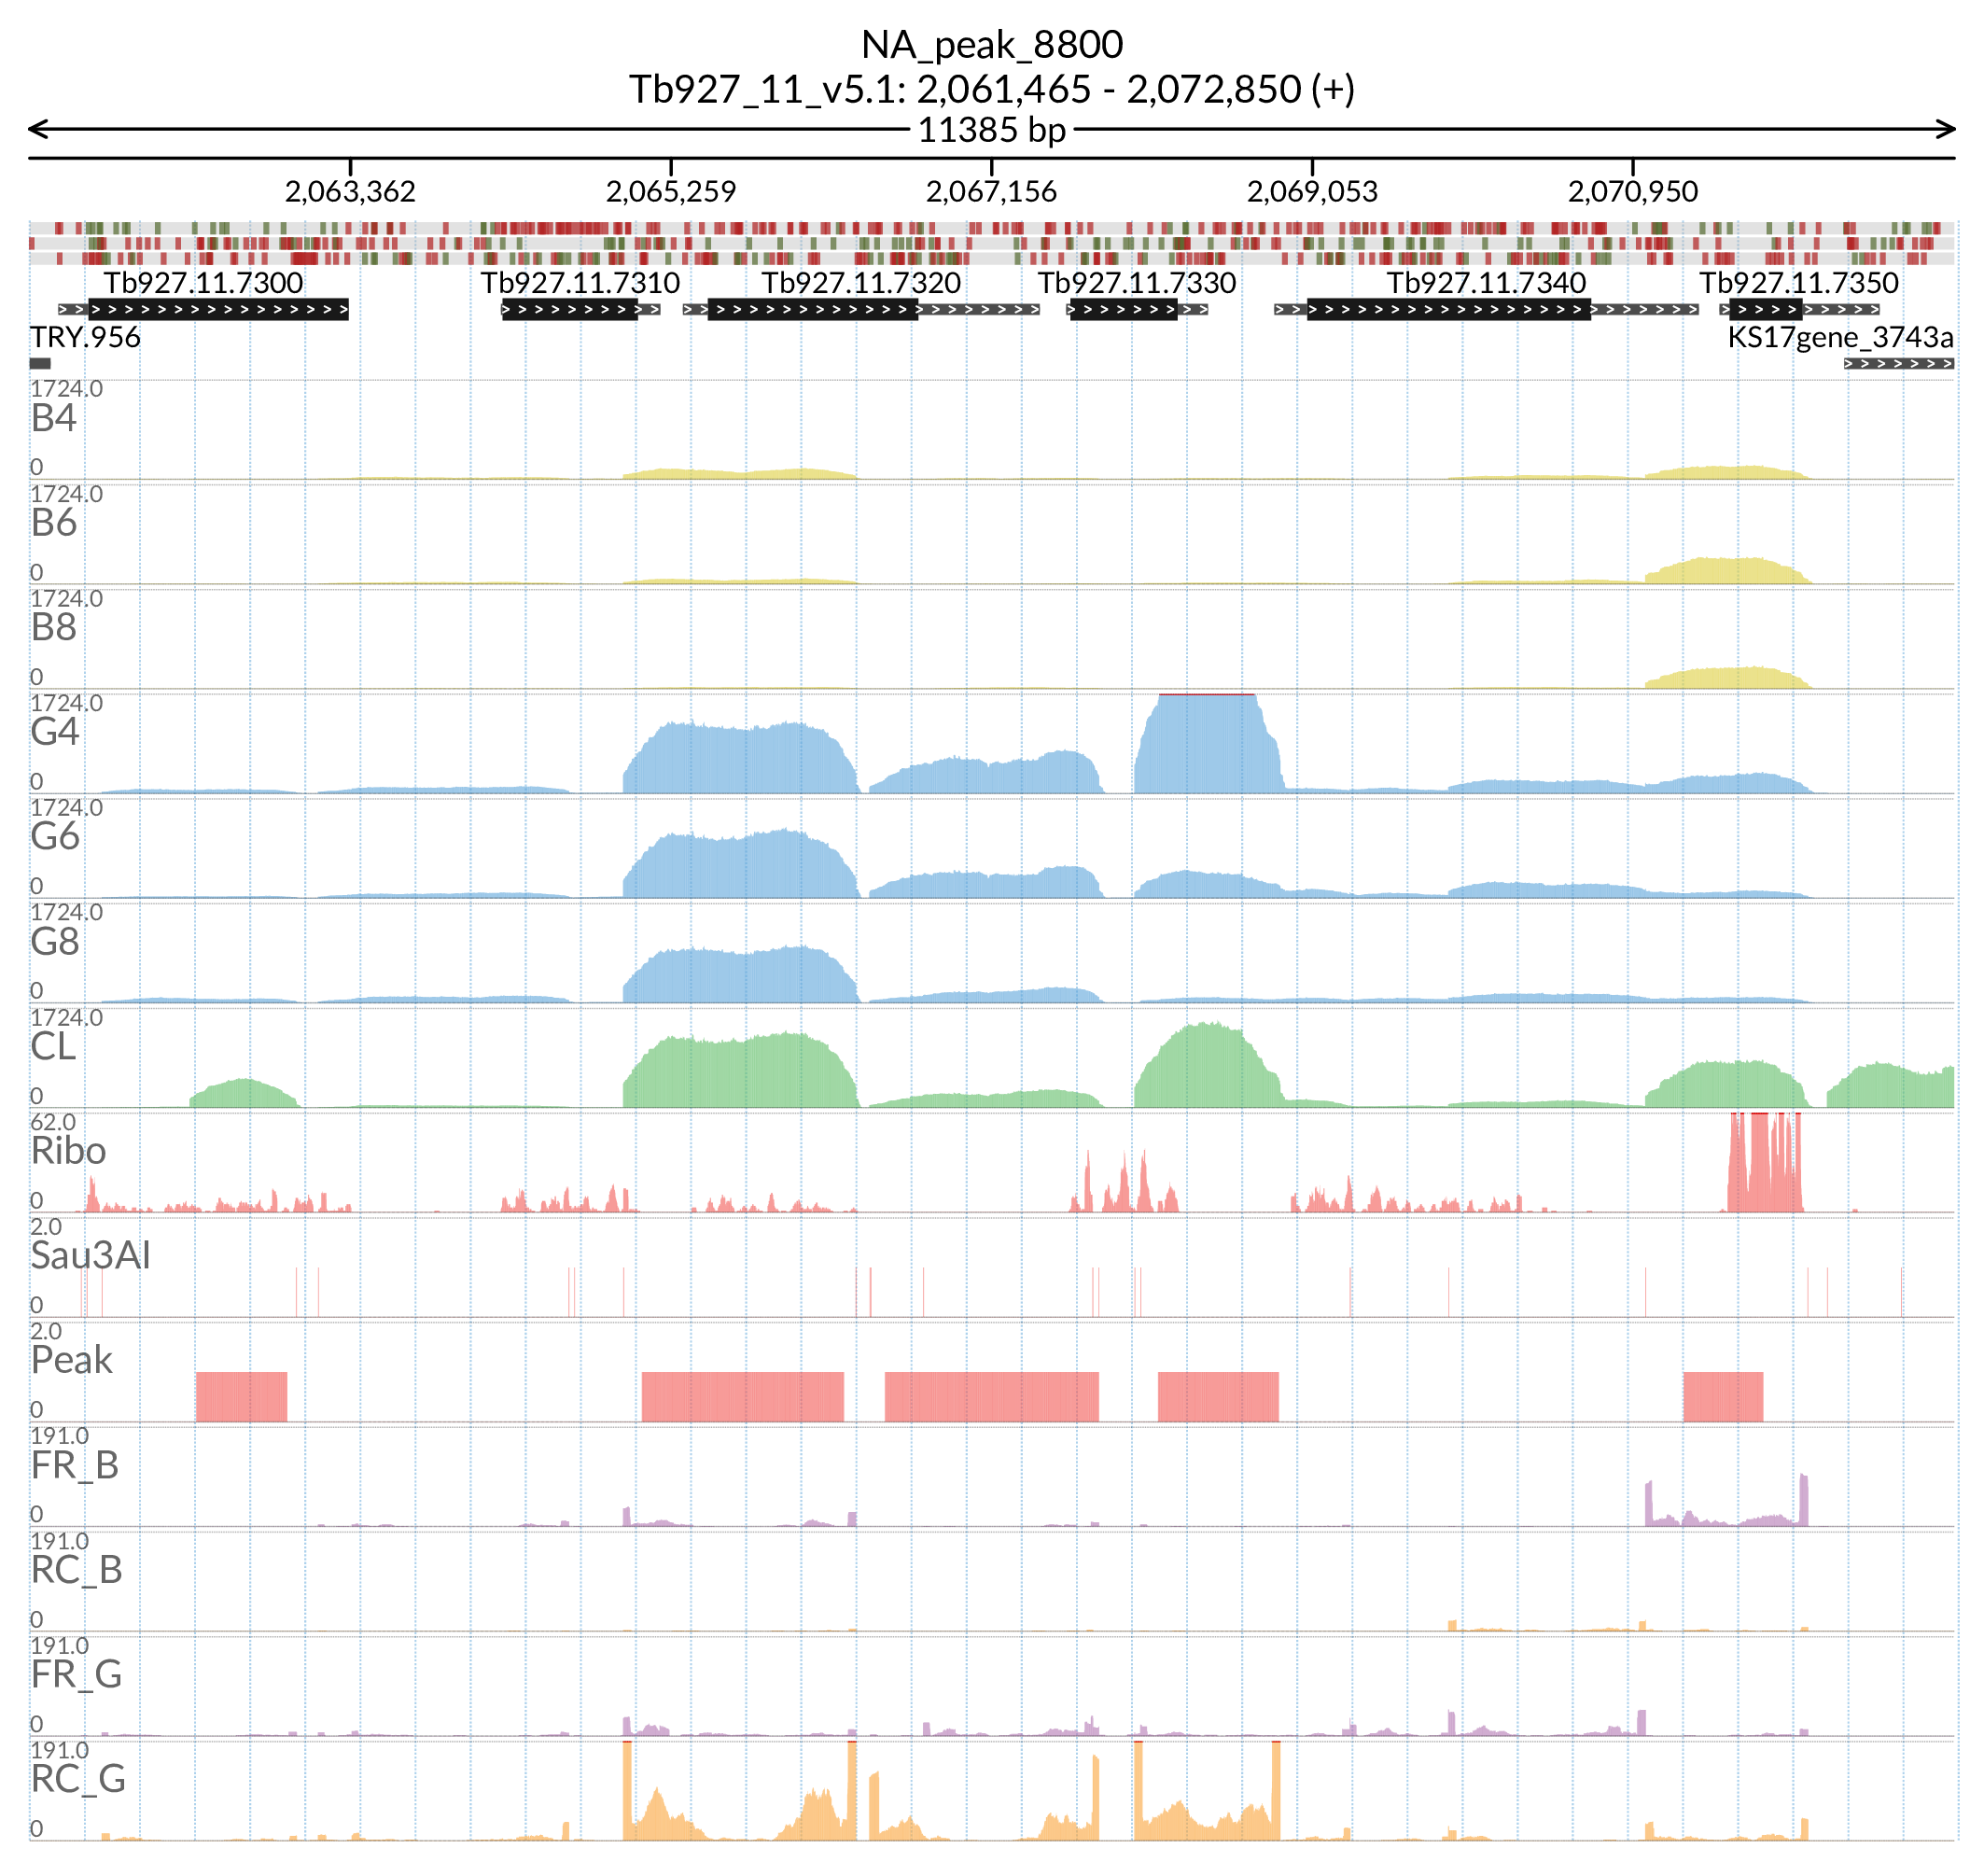 NA_peak_8800
Tb927_11_v5.1: 2,061,465 - 2,072,850 (+)
11385 bp
2,063,362 2,065,259 2,067,156 2,069,053 2,070,950
Tb927.11.7300 Tb927.11.7310 Tb927.11.7320 Tb927.11.7330 Tb927.11.7340 Tb927.11.7350
TRY.956 KS17gene_3743a
1724.0
B4
0
1724.0
B6
0
1724.0
B8
0
1724.0
G4
0
1724.0
G6
0
1724.0
G8
0
1724.0
CL
0
62.0
Ribo
0
2.0
Sau3AI
0
2.0
Peak
0
191.0
FR_B
0
191.0
RC_B
0
191.0
FR_G
0
191.0
RC_G
0